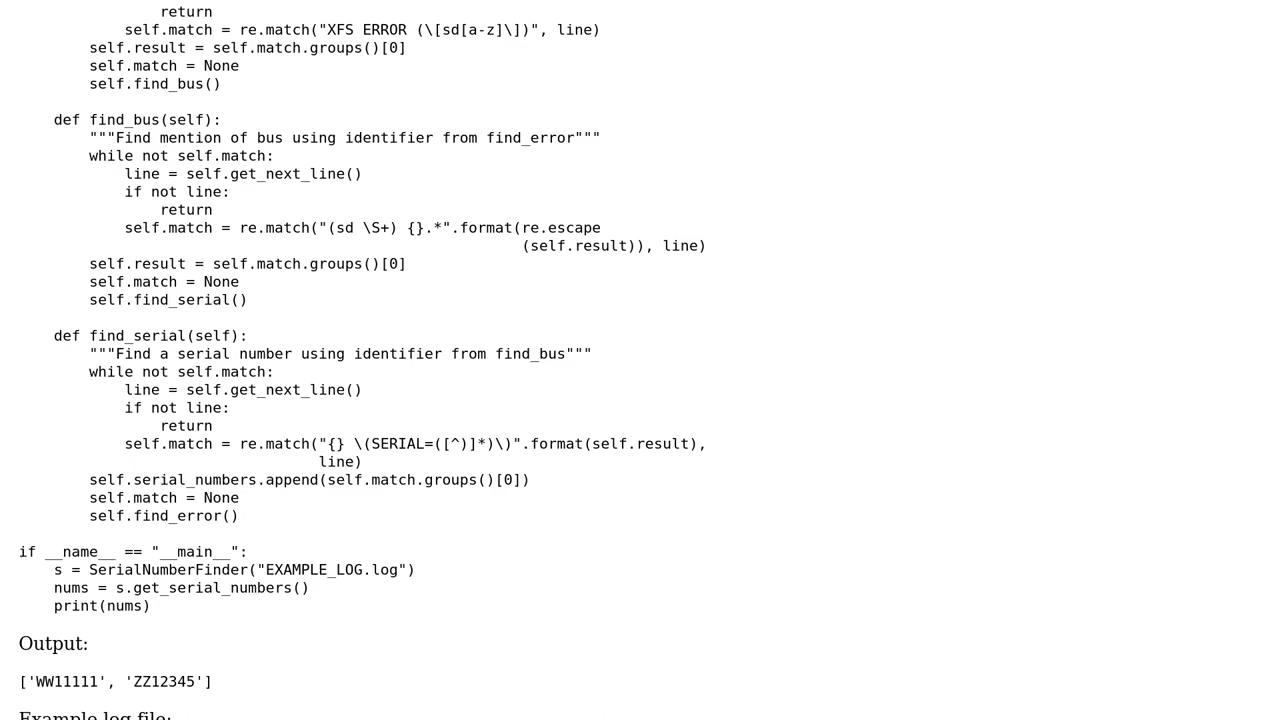 return
            self.match = re.match("XFS ERROR (\[sd[a-z]\])", line)
        self.result = self.match.groups()[0]
        self.match = None
        self.find_bus()

    def find_bus(self):
        """Find mention of bus using identifier from find_error"""
        while not self.match:
            line = self.get_next_line()
            if not line:
                return
            self.match = re.match("(sd \S+) {}.*".format(re.escape
                                                         (self.result)), line)
        self.result = self.match.groups()[0]
        self.match = None
        self.find_serial()

    def find_serial(self):
        """Find a serial number using identifier from find_bus"""
        while not self.match:
            line = self.get_next_line()
            if not line:
                return
            self.match = re.match("{} \(SERIAL=([^)]*)\)".format(self.result),
                                  line)
        self.serial_numbers.append(self.match.groups()[0])
        self.match = None
        self.find_error()

if __name__ == "__main__":
    s = SerialNumberFinder("EXAMPLE_LOG.log")
    nums = s.get_serial_numbers()
    print(nums)

Output:

['WW11111', 'ZZ12345']

Example log file: